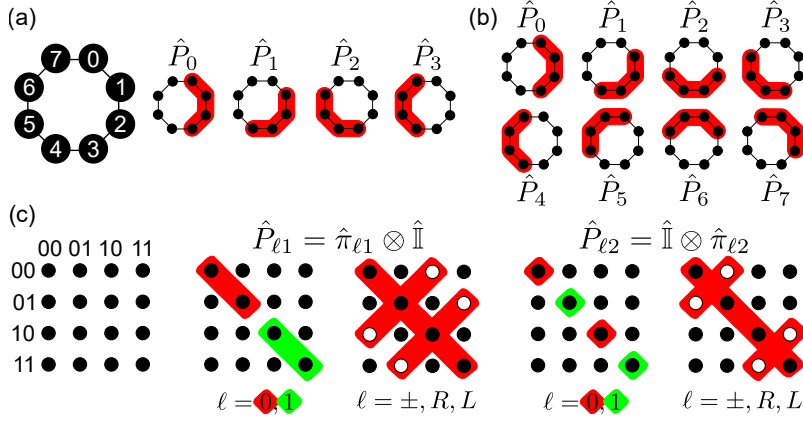 (a)
7 0
6 1
5 2
4 3
P̂₀ P̂₁ P̂₂ P̂₃
(b)
P̂₀ P̂₁ P̂₂ P̂₃
P̂₄ P̂₅ P̂₆ P̂₇
(c)
00 01 10 11
00
01
10
11
P̂ℓ₁ = π̂ℓ₁ ⊗ 𝕀̂
ℓ = 0, 1
ℓ = ±, R, L
P̂ℓ₂ = 𝕀̂ ⊗ π̂ℓ₂
ℓ = 0, 1
ℓ = ±, R, L